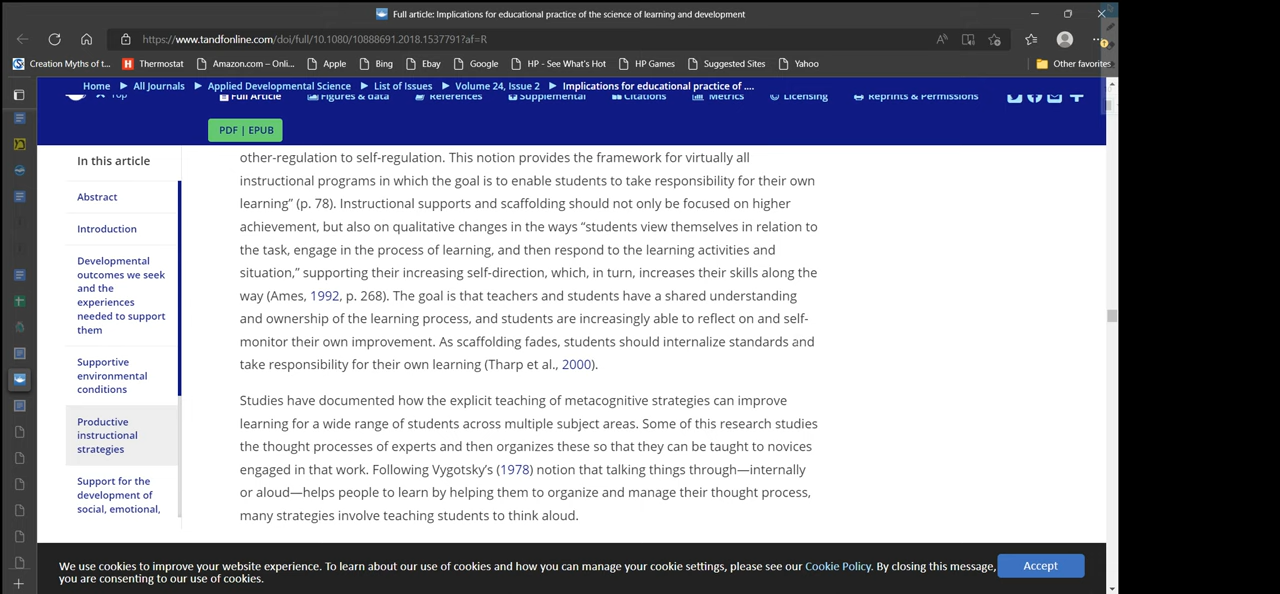 Full article: Implications for educational practice of the science of learning and development
https://www.tandfonline.com/doi/full/10.1080/10888691.2018.1537791?af=R
Creation Myths of t... Thermostat Amazon.com – Onli... Apple Bing Ebay Google HP - See What's Hot HP Games Suggested Sites Yahoo Other favorites
Home All Journals Applied Developmental Science List of Issues Volume 24, Issue 2 Implications for educational practice of ....
Top Full Article Figures & data References Supplemental Citations Metrics Licensing Reprints & Permissions
PDF | EPUB
In this article
Abstract
Introduction
Developmental
outcomes we seek
and the
experiences
needed to support
them
Supportive
environmental
conditions
Productive
instructional
strategies
Support for the
development of
social, emotional,
other-regulation to self-regulation. This notion provides the framework for virtually all
instructional programs in which the goal is to enable students to take responsibility for their own
learning” (p. 78). Instructional supports and scaffolding should not only be focused on higher
achievement, but also on qualitative changes in the ways “students view themselves in relation to
the task, engage in the process of learning, and then respond to the learning activities and
situation,” supporting their increasing self-direction, which, in turn, increases their skills along the
way (Ames, 1992, p. 268). The goal is that teachers and students have a shared understanding
and ownership of the learning process, and students are increasingly able to reflect on and self-
monitor their own improvement. As scaffolding fades, students should internalize standards and
take responsibility for their own learning (Tharp et al., 2000).
Studies have documented how the explicit teaching of metacognitive strategies can improve
learning for a wide range of students across multiple subject areas. Some of this research studies
the thought processes of experts and then organizes these so that they can be taught to novices
engaged in that work. Following Vygotsky’s (1978) notion that talking things through—internally
or aloud—helps people to learn by helping them to organize and manage their thought process,
many strategies involve teaching students to think aloud.
We use cookies to improve your website experience. To learn about our use of cookies and how you can manage your cookie settings, please see our Cookie Policy. By closing this message,
you are consenting to our use of cookies.
Accept